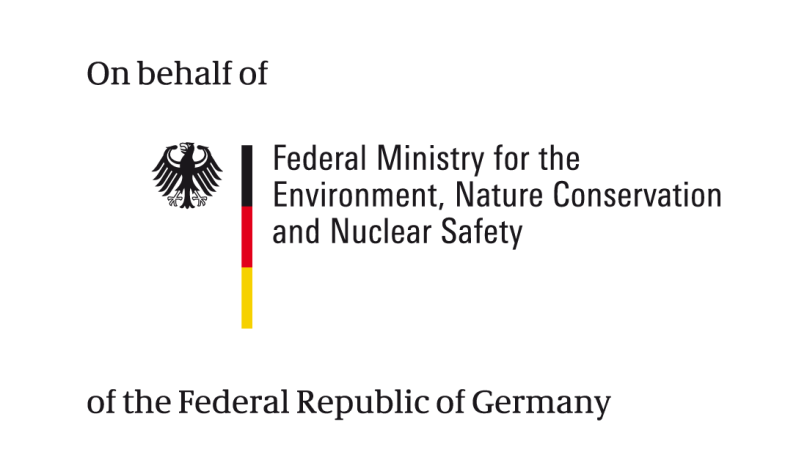 On behalf of
Federal Ministry for the
Environment, Nature Conservation
and Nuclear Safety
of the Federal Republic of Germany